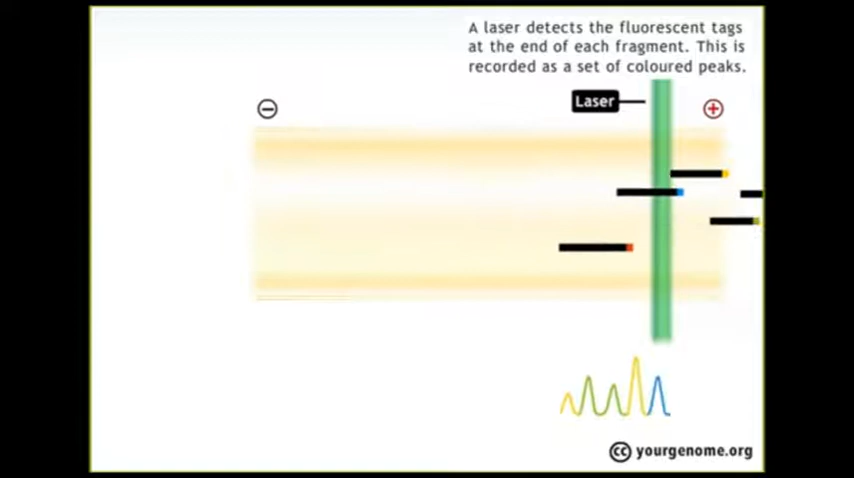 A laser detects the fluorescent tags
at the end of each fragment. This is
recorded as a set of coloured peaks.
Laser
−
+
cc yourgenome.org